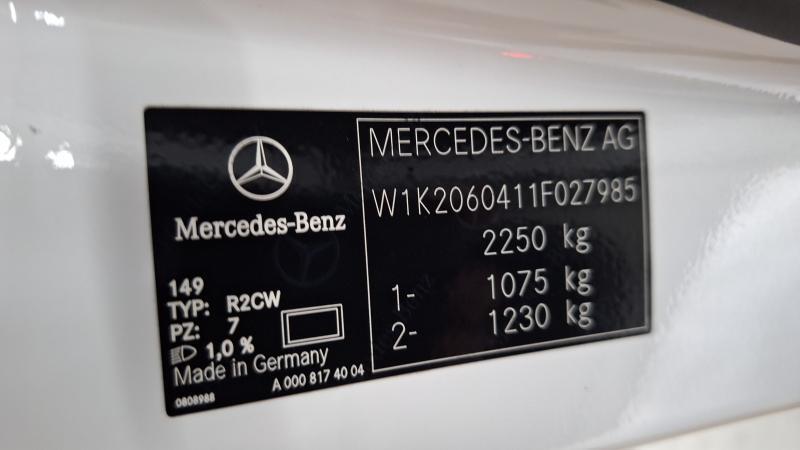 Mercedes-Benz
149
TYP: R2CW
PZ: 7
1,0 %
Made in Germany
A 000 817 40 04
0808988
MERCEDES-BENZ AG
W1K2060411F027985
2250 kg
1- 1075 kg
2- 1230 kg